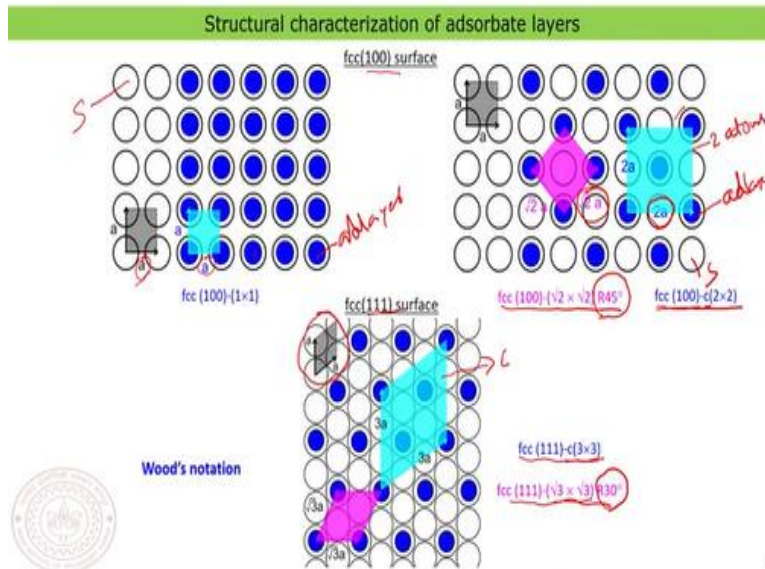 Structural characterization of adsorbate layers
fcc(100) surface
S
a
a
a
a
adlayer
fcc (100)-(1×1)
a
a
2 atoms
2a
2a
√2 a
√2 a
S
fcc (100)-(√2 × √2) R45°
fcc (100)-c(2×2)
fcc(111) surface
a
C
3a
3a
√3a
√3a
Wood's notation
fcc (111)-c(3×3)
fcc (111)-(√3 × √3) R30°